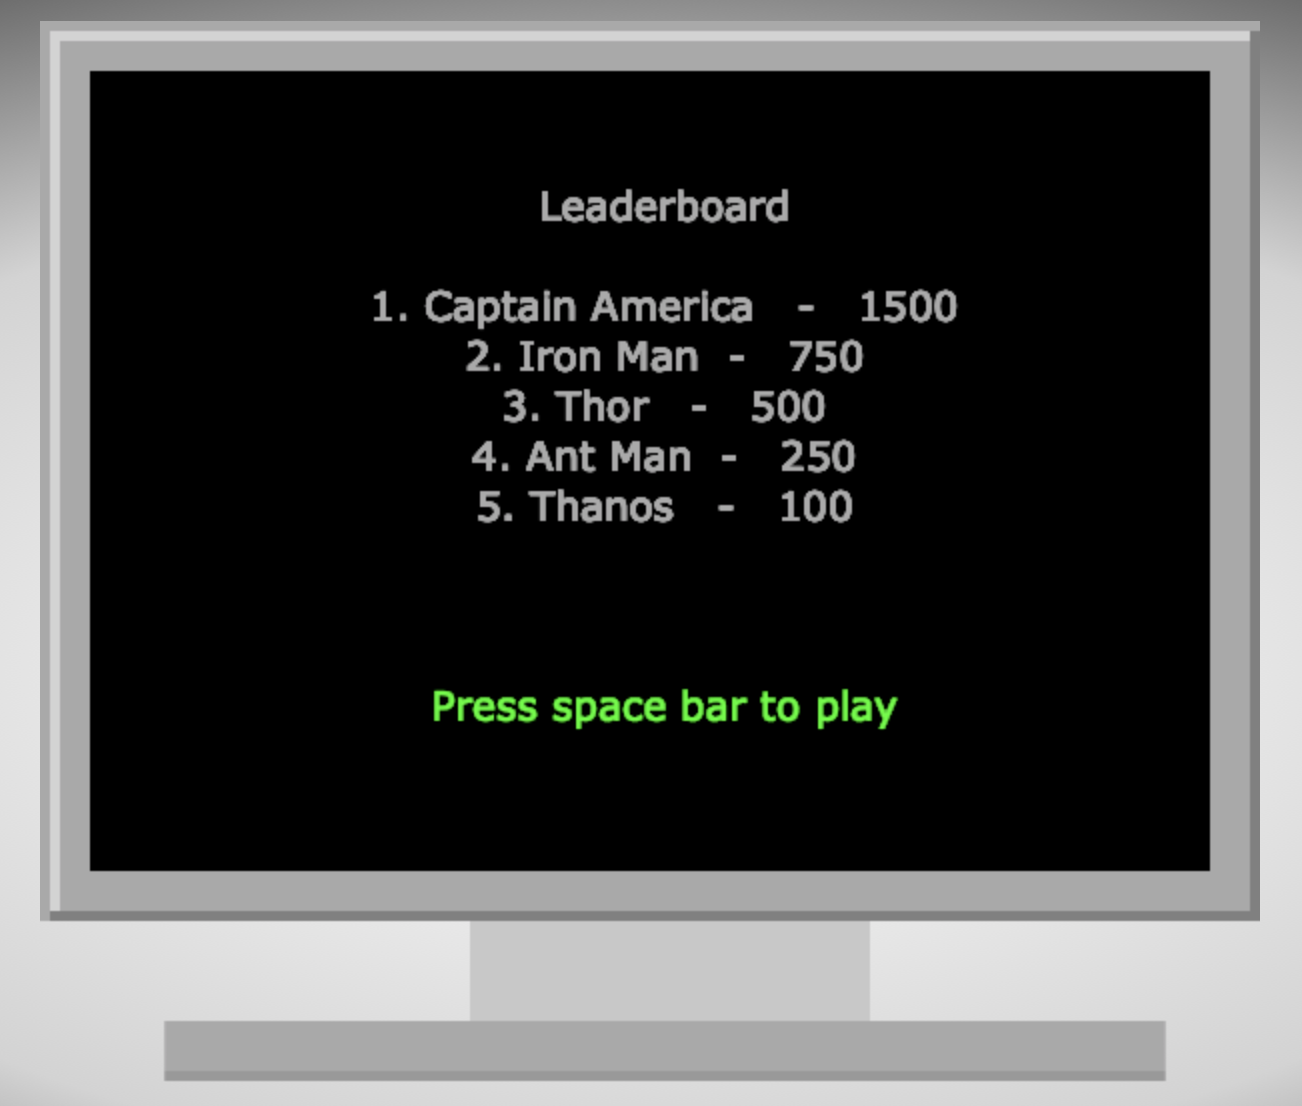 Leaderboard
1. Captain America - 1500
2. Iron Man - 750
3. Thor - 500
4. Ant Man - 250
5. Thanos - 100
Press space bar to play